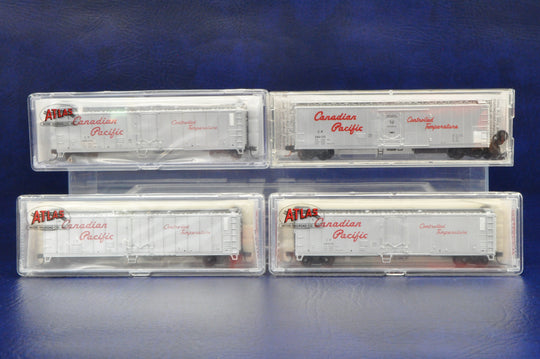 ATLAS
Canadian
Pacific
Controlled
Temperature
Canadian
Pacific
Controlled
Temperature
ATLAS
Canadian
Pacific
Controlled
Temperature
ATLAS
Canadian
Pacific
Controlled
Temperature